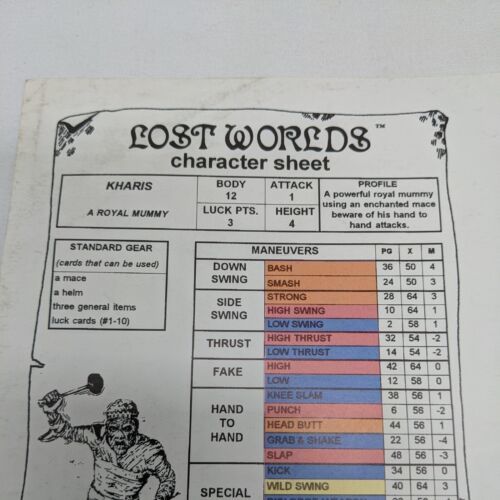 LOST WORLDS™
character sheet
KHARIS
A ROYAL MUMMY
BODY
12
ATTACK
1
LUCK PTS.
3
HEIGHT
4
PROFILE
A powerful royal mummy
using an enchanted mace
beware of his hand to
hand attacks.
STANDARD GEAR
(cards that can be used)
a mace
a helm
three general items
luck cards (#1-10)
MANEUVERS PG X M
DOWN SWING BASH 36 50 4
SMASH 24 50 3
SIDE SWING STRONG 28 64 3
HIGH SWING 10 64 1
LOW SWING 2 58 1
THRUST HIGH THRUST 32 54 -2
LOW THRUST 14 54 -2
FAKE HIGH 42 64 0
LOW 12 58 0
HAND TO HAND KNEE SLAM 38 56 1
PUNCH 6 56 -2
HEAD BUTT 44 56 1
GRAB & SHAKE 22 56 -4
SLAP 48 56 -3
KICK 34 56 0
SPECIAL WILD SWING 40 64 3